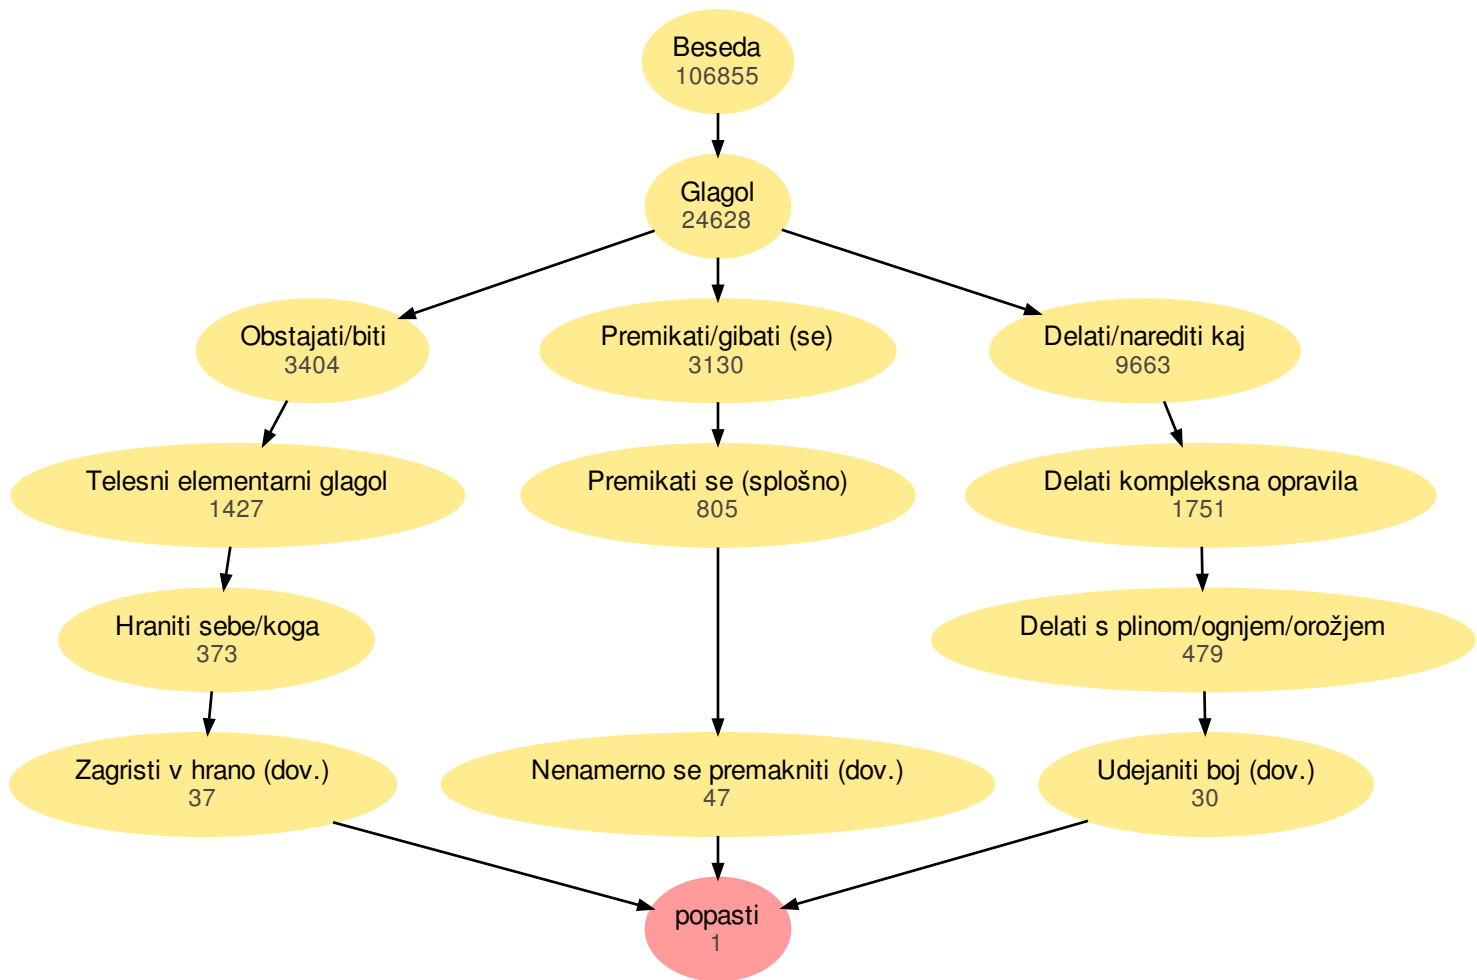 Beseda
106855
Glagol
24628
Obstajati/biti
3404
Premikati/gibati (se)
3130
Delati/narediti kaj
9663
Telesni elementarni glagol
1427
Premikati se (splošno)
805
Delati kompleksna opravila
1751
Hraniti sebe/koga
373
Delati s plinom/ognjem/orožjem
479
Zagristi v hrano (dov.)
37
Nenamerno se premakniti (dov.)
47
Udejaniti boj (dov.)
30
popasti
1